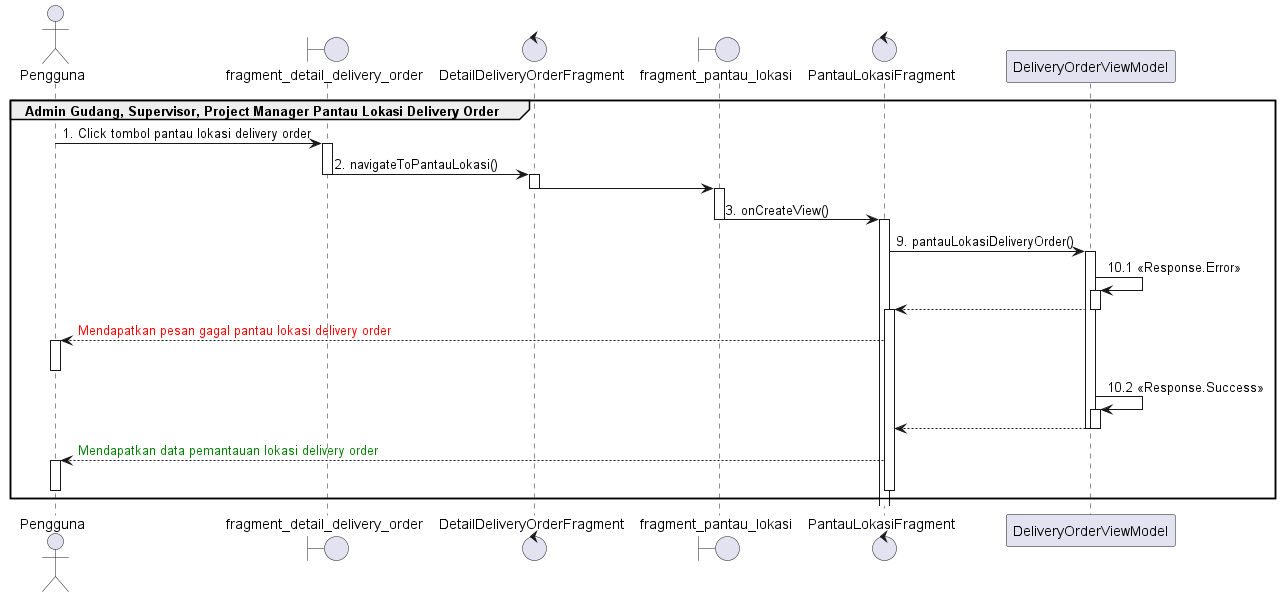 Pengguna
fragment_detail_delivery_order
DetailDeliveryOrderFragment
fragment_pantau_lokasi
PantauLokasiFragment
DeliveryOrderViewModel
Admin Gudang, Supervisor, Project Manager Pantau Lokasi Delivery Order
1. Click tombol pantau lokasi delivery order
2. navigateToPantauLokasi()
3. onCreateView()
9. pantauLokasiDeliveryOrder()
10.1 «Response.Error»
Mendapatkan pesan gagal pantau lokasi delivery order
10.2 «Response.Success»
Mendapatkan data pemantauan lokasi delivery order
Pengguna
fragment_detail_delivery_order
DetailDeliveryOrderFragment
fragment_pantau_lokasi
PantauLokasiFragment
DeliveryOrderViewModel